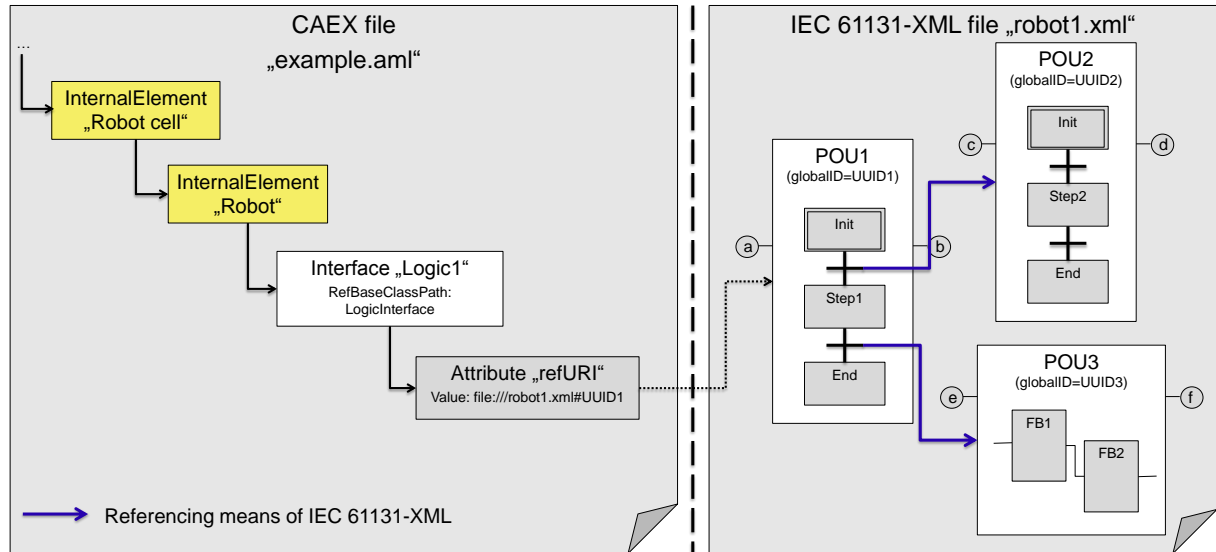 CAEX file
„example.aml“
...
InternalElement
„Robot cell“
InternalElement
„Robot“
Interface „Logic1“
RefBaseClassPath:
LogicInterface
Attribute „refURI“
Value: file:///robot1.xml#UUID1
Referencing means of IEC 61131-XML
IEC 61131-XML file „robot1.xml“
POU1
(globalID=UUID1)
a
b
Init
Step1
End
POU2
(globalID=UUID2)
c
d
Init
Step2
End
POU3
(globalID=UUID3)
e
f
FB1
FB2